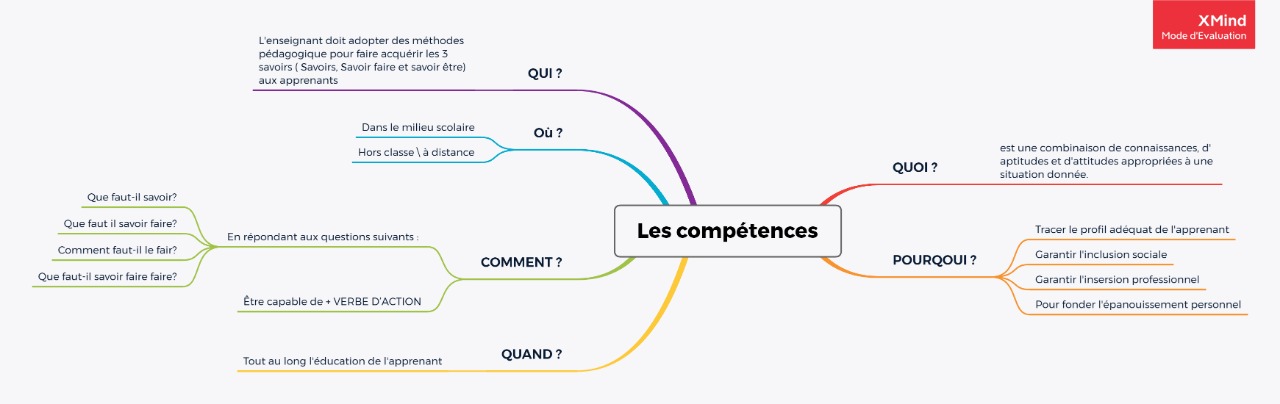 XMind
Mode d'Evaluation
L'enseignant doit adopter des méthodes
pédagogique pour faire acquérir les 3
savoirs ( Savoirs, Savoir faire et savoir être)
aux apprenants
QUI ?
Dans le milieu scolaire
Hors classe \ à distance
Où ?
Que faut-il savoir?
Que faut il savoir faire?
Comment faut-il le fair?
Que faut-il savoir faire faire?
En répondant aux questions suivants :
Être capable de + VERBE D'ACTION
COMMENT ?
Tout au long l'éducation de l'apprenant
QUAND ?
Les compétences
QUOI ?
est une combinaison de connaissances, d'
aptitudes et d'attitudes appropriées à une
situation donnée.
POURQOUI ?
Tracer le profil adéquat de l'apprenant
Garantir l'inclusion sociale
Garantir l'insersion professionnel
Pour fonder l'épanouissement personnel